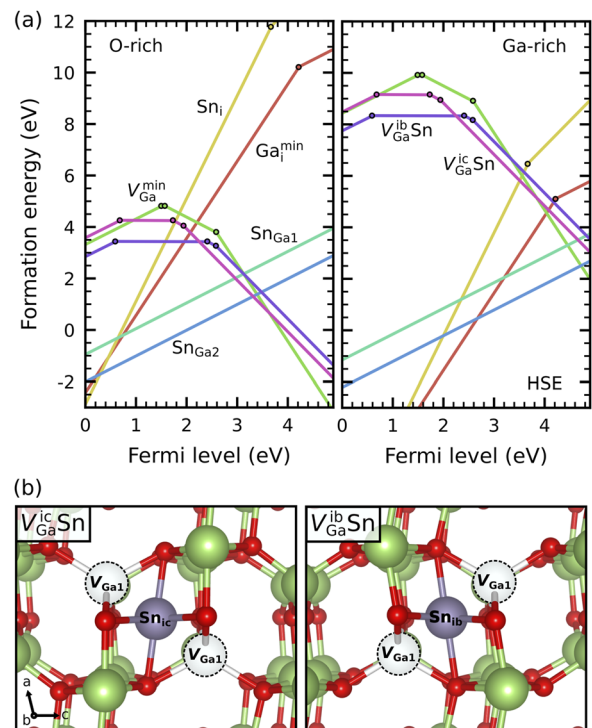 (a)
O-rich
Ga-rich
Sn_i
Ga_i^min
V_Ga^min
Sn_Ga1
Sn_Ga2
V_Ga^ib Sn
V_Ga^ic Sn
HSE
Formation energy (eV)
12
10
8
6
4
2
0
-2
0 1 2 3 4
0 1 2 3 4
Fermi level (eV)
Fermi level (eV)
(b)
V_Ga^ic Sn
V_Ga^ib Sn
V_Ga1
Sn_ic
V_Ga1
a
b
c
V_Ga1
Sn_ib
V_Ga1